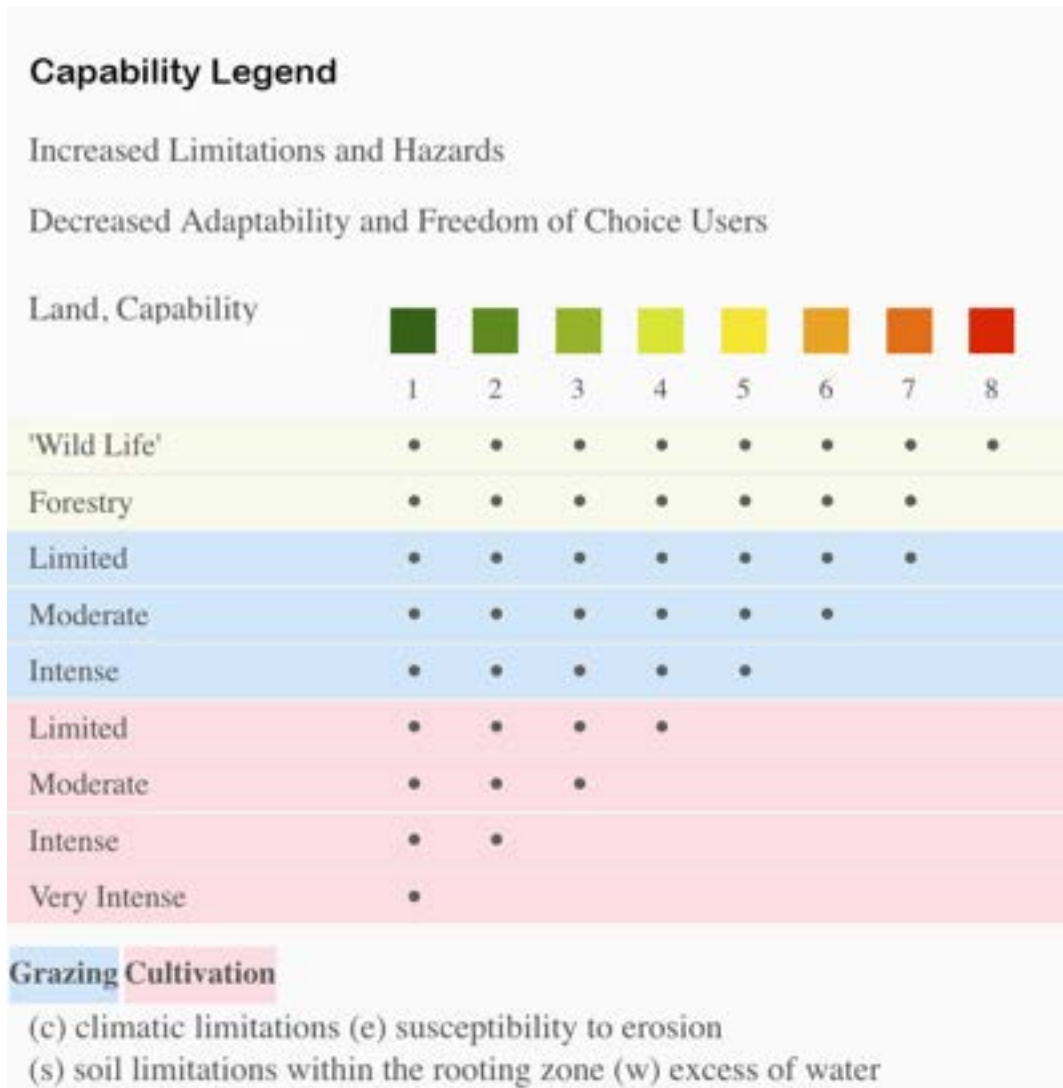 Capability Legend
Increased Limitations and Hazards
Decreased Adaptability and Freedom of Choice Users
Land, Capability
1 2 3 4 5 6 7 8
'Wild Life' • • • • • • • •
Forestry • • • • • • •
Limited • • • • • • •
Moderate • • • • • •
Intense • • • • •
Limited • • • •
Moderate • • •
Intense • •
Very Intense •
Grazing Cultivation
(c) climatic limitations (e) susceptibility to erosion
(s) soil limitations within the rooting zone (w) excess of water